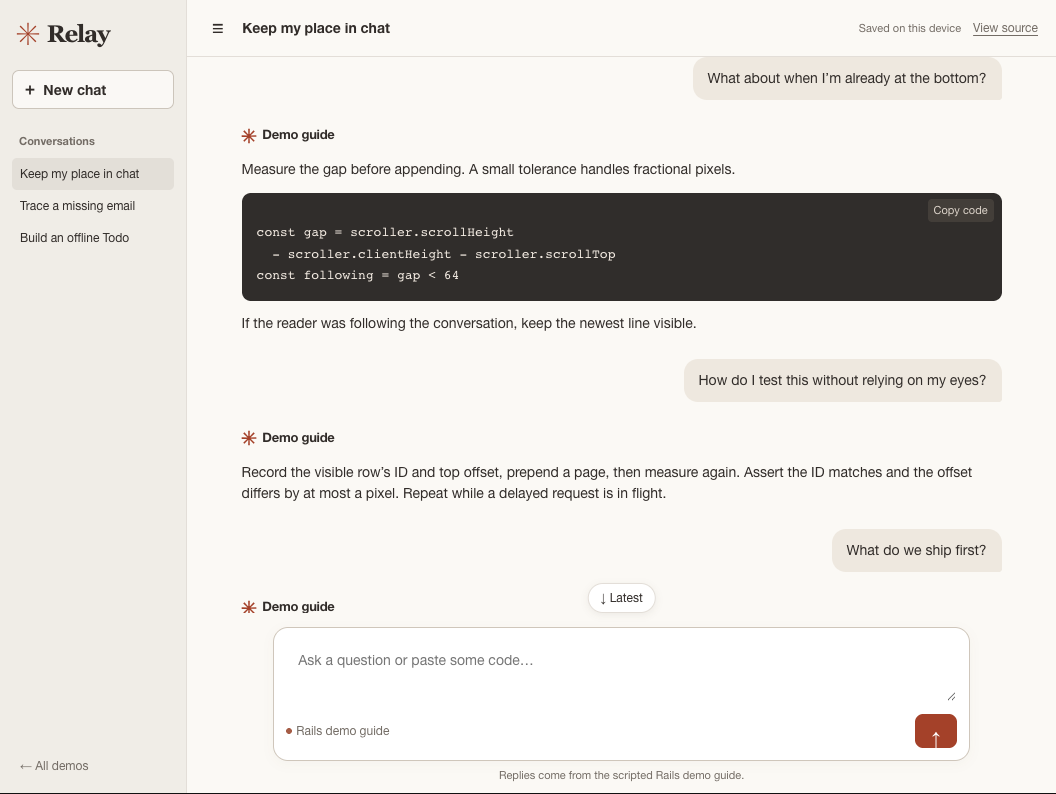 Relay
+ New chat
Conversations
Keep my place in chat
Trace a missing email
Build an offline Todo
← All demos
☰ Keep my place in chat
Saved on this device View source
What about when I’m already at the bottom?
Demo guide
Measure the gap before appending. A small tolerance handles fractional pixels.
Copy code
const gap = scroller.scrollHeight
- scroller.clientHeight - scroller.scrollTop
const following = gap < 64
If the reader was following the conversation, keep the newest line visible.
How do I test this without relying on my eyes?
Demo guide
Record the visible row’s ID and top offset, prepend a page, then measure again. Assert the ID matches and the offset
differs by at most a pixel. Repeat while a delayed request is in flight.
What do we ship first?
Demo guide
↓ Latest
Ask a question or paste some code…
Rails demo guide
↑
Replies come from the scripted Rails demo guide.